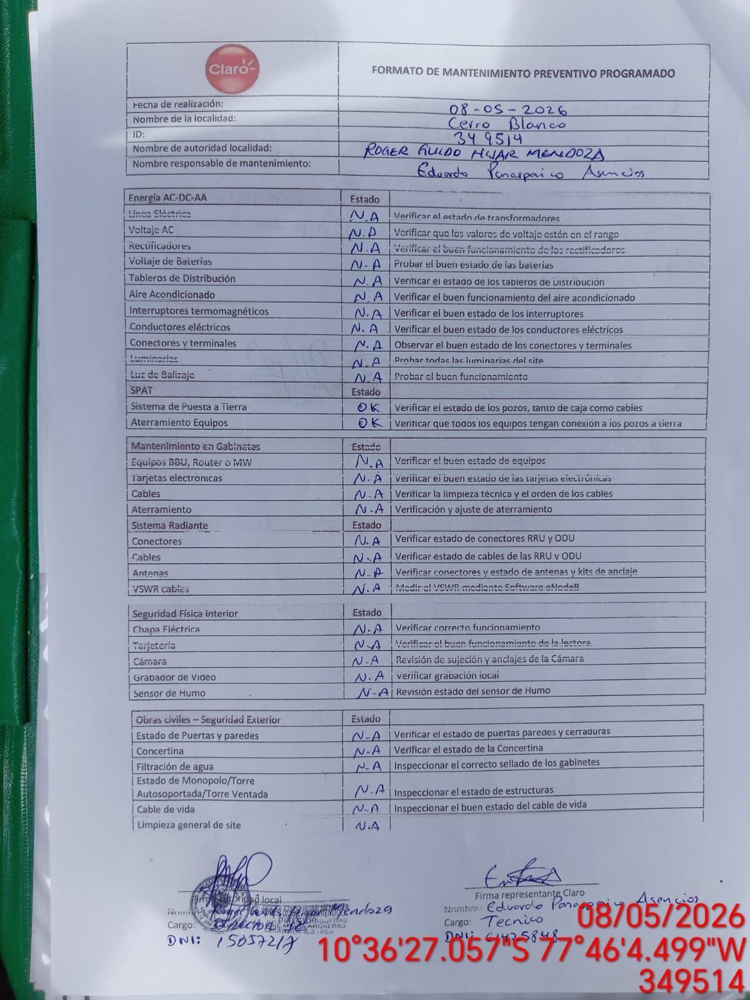 Claro
FORMATO DE MANTENIMIENTO PREVENTIVO PROGRAMADO
Fecha de realización: 08-05-2026
Nombre de la localidad: Cerro Blanco
ID: 349514
Nombre de autoridad localidad: ROGER GUIDO HIJAR MENDOZA
Nombre responsable de mantenimiento: Eduardo Panaspaico Asencios
Energía AC-DC-AA Estado
Línea Eléctrica N.A Verificar el estado de transformadores
Voltaje AC N.A Verificar que los valores de voltaje estén en el rango
Rectificadores N.A Verificar el buen funcionamiento de los rectificadores
Voltaje de Baterías N-A Probar el buen estado de las baterías
Tableros de Distribución N.A Verificar el estado de los tableros de Distribución
Aire Acondicionado N.A Verificar el buen funcionamiento del aire acondicionado
Interruptores termomagnéticos N.A Verificar el buen estado de los interruptores
Conductores eléctricos N.A Verificar el buen estado de los conductores eléctricos
Conectores y terminales N.A Observar el buen estado de los conectores y terminales
Luminarias N.A Probar todas las luminarias del site
Luz de Balizaje N.A Probar el buen funcionamiento
SPAT Estado
Sistema de Puesta a Tierra OK Verificar el estado de los pozos, tanto de caja como cables
Aterramiento Equipos OK Verificar que todos los equipos tengan conexión a los pozos a tierra
Mantenimiento en Gabinetes Estado
Equipos BBU, Router o MW N.A Verificar el buen estado de equipos
Tarjetas electronicas N-A Verificar el buen estado de las tarjetas electrónicas
Cables N-A Verificar la limpieza técnica y el orden de los cables
Aterramiento N-A Verificación y ajuste de aterramiento
Sistema Radiante Estado
Conectores N.A Verificar estado de conectores RRU y ODU
Cables N.A Verificar estado de cables de las RRU y ODU
Antenas N-A Verificar conectores y estado de antenas y kits de anclaje
VSWR cables N.A Medir el VSWR mediante Software eNodeB
Seguridad Física interior Estado
Chapa Eléctrica N-A Verificar correcto funcionamiento
Tarjetería N.A Verificar el buen funcionamiento de la lectora
Cámara N-A Revisión de sujeción y anclajes de la Cámara
Grabador de Video N.A Verificar grabación local
Sensor de Humo N-A Revisión estado del sensor de Humo
Obras civiles – Seguridad Exterior Estado
Estado de Puertas y paredes N-A Verificar el estado de puertas paredes y cerraduras
Concertina N-A Verificar el estado de la Concertina
Filtración de agua N-A Inspeccionar el correcto sellado de los gabinetes
Estado de Monopolo/Torre
Autosoportada/Torre Ventada N.A Inspeccionar el estado de estructuras
Cable de vida N-A Inspeccionar el buen estado del cable de vida
Limpieza general de site N.A
Firma autoridad local Firma representante Claro
Mendoza Nombre: Eduardo Panaspaico Asencios
Cargo: Director Cargo: Tecnico
DNI: DNI: 61425848
08/05/2026
10°36'27.057"S 77°46'4.499"W
349514